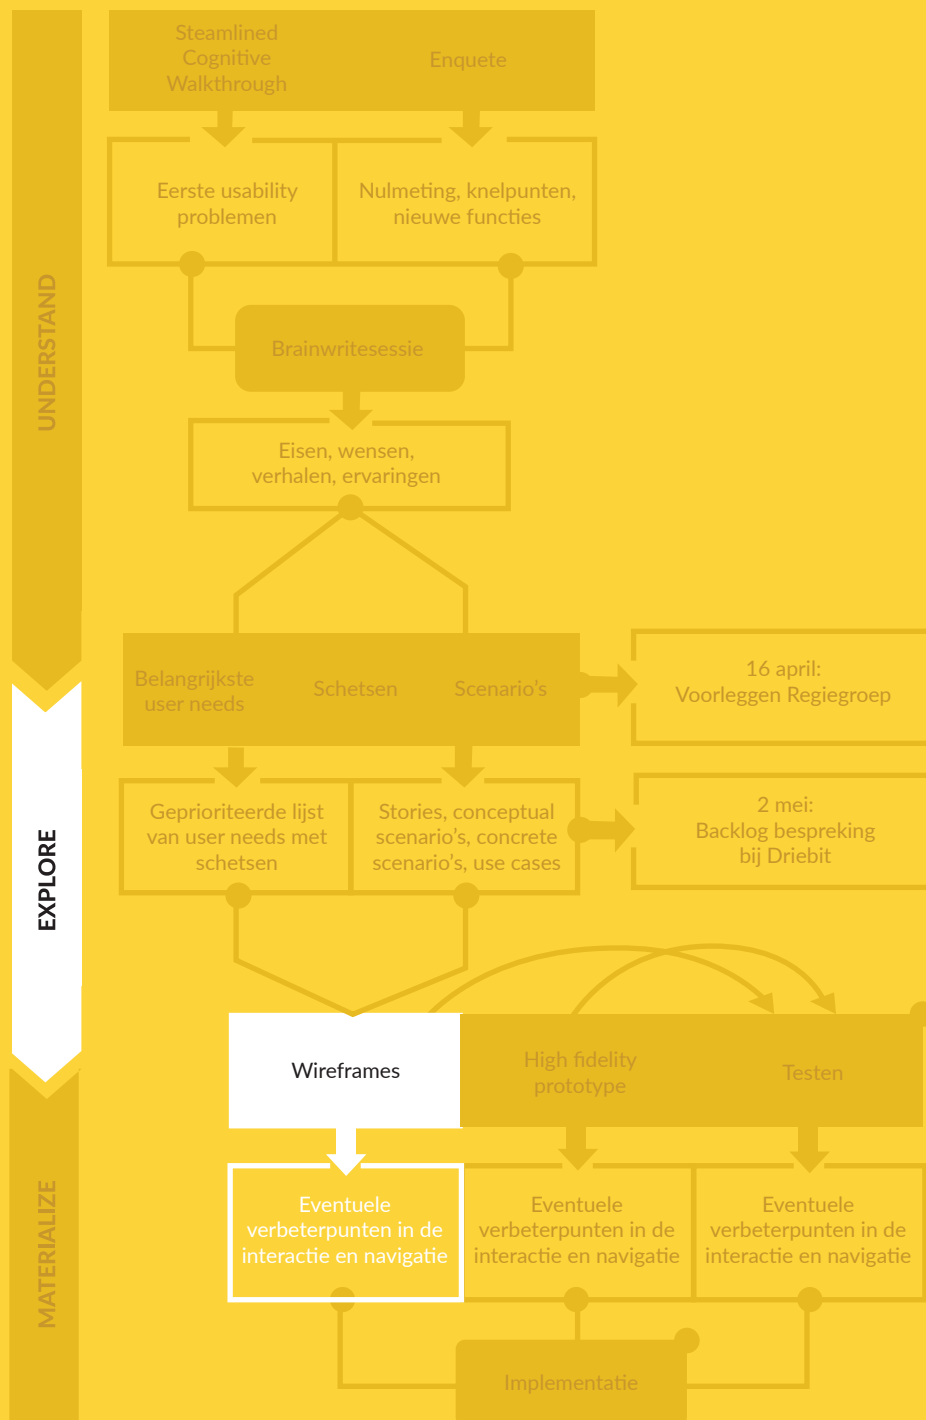 Steamlined
Cognitive
Walkthrough
Enquete
Eerste usability
problemen
Nulmeting, knelpunten,
nieuwe functies
UNDERSTAND
Brainwritesessie
Eisen, wensen,
verhalen, ervaringen
Belangrijkste
user needs
Schetsen
Scenario's
16 april:
Voorleggen Regiegroep
Geprioriteerde lijst
van user needs met
schetsen
Stories, conceptual
scenario's, concrete
scenario's, use cases
2 mei:
Backlog bespreking
bij Driebit
EXPLORE
Wireframes
High fidelity
prototype
Testen
MATERIALIZE
Eventuele
verbeterpunten in de
interactie en navigatie
Eventuele
verbeterpunten in de
interactie en navigatie
Eventuele
verbeterpunten in de
interactie en navigatie
Implementatie